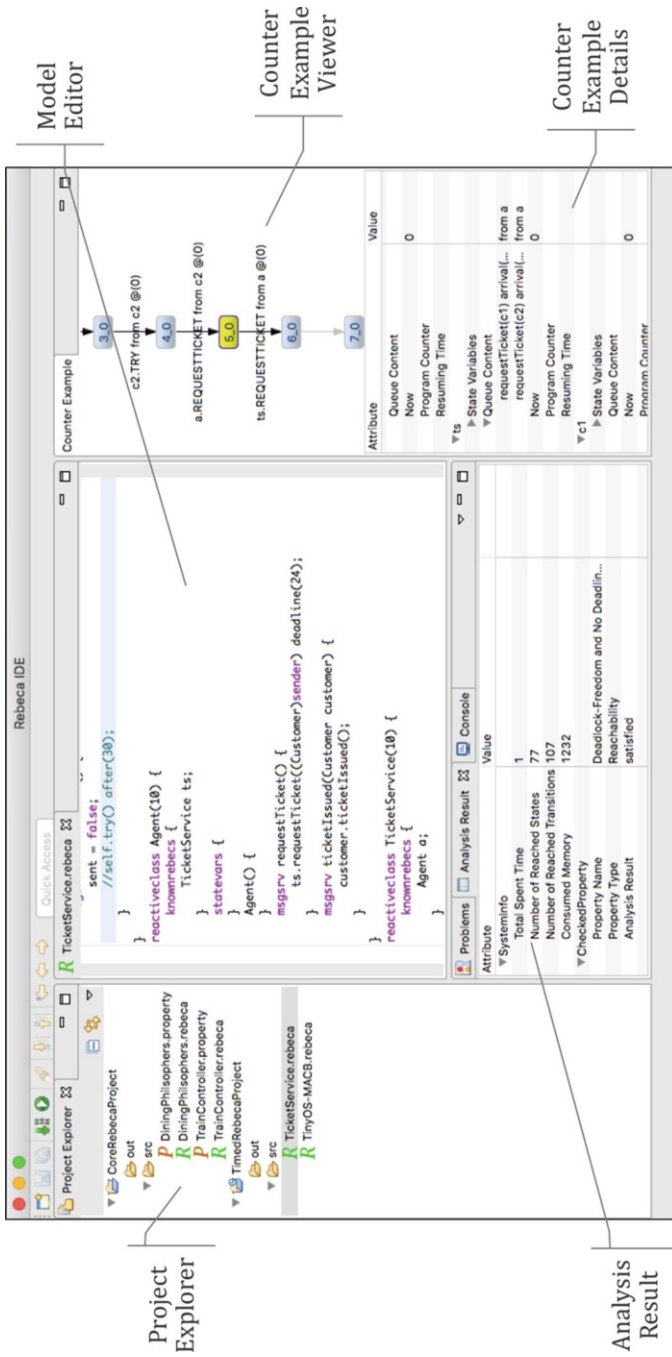 Model
Editor
Counter
Example
Viewer
Counter
Example
Details
Project
Explorer
Analysis
Result
Rebeca IDE
Quick Access
Project Explorer
CoreRebecaProject
out
src
P DiningPhilsophers.property
R DiningPhilsophers.rebeca
P TrainController.property
R TrainController.rebeca
TimedRebecaProject
out
src
R TicketService.rebeca
R TinyOS-MACB.rebeca
R TicketService.rebeca
sent = false;
//self.try() after(30);
}
}
reactiveclass Agent(10) {
knownrebecs {
TicketService ts;
}
statevars {
}
Agent() {
}
msgsrv requestTicket() {
ts.requestTicket((Customer)sender) deadline(24);
}
msgsrv ticketIssued(Customer customer) {
customer.ticketIssued();
}
}
reactiveclass TicketService(10) {
knownrebecs {
Agent a;
}
Problems Analysis Result Console
Attribute Value
SystemInfo
Total Spent Time 1
Number of Reached States 77
Number of Reached Transitions 107
Consumed Memory 1232
CheckedProperty
Property Name Deadlock-Freedom and No Deadlin...
Property Type Reachability
Analysis Result satisfied
Counter Example
3_0
c2.TRY from c2 @(0)
4_0
a.REQUESTTICKET from c2 @(0)
5_0
ts.REQUESTTICKET from a @(0)
6_0
7_0
Attribute Value
Queue Content
Now 0
Program Counter
Resuming Time
ts
State Variables
Queue Content
requestTicket(c1) arrival(... from a
requestTicket(c2) arrival(... from a
Now 0
Program Counter
Resuming Time
c1
State Variables
Queue Content
Now 0
Program Counter